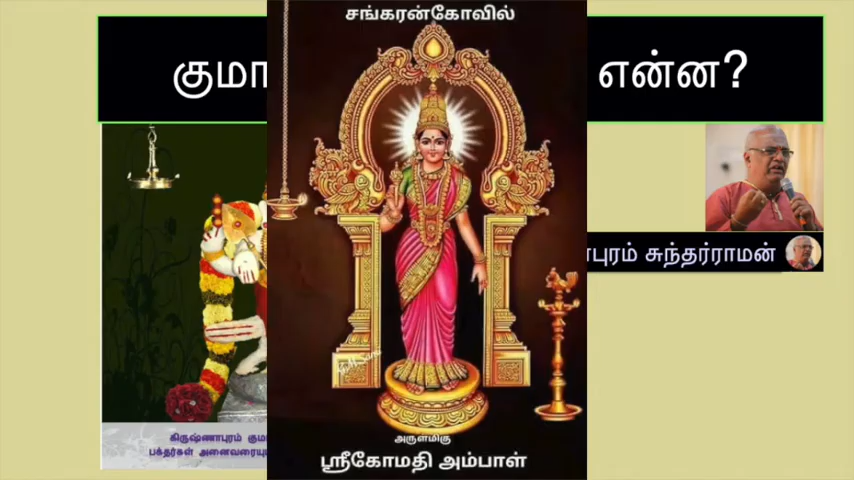 சங்கரன்கோவில்
குமா என்ன?
புரம் சுந்தர்ராமன்
கிருஷ்ணாபுரம் குமா
பக்தர்கள் அனைவரையு
அருள்மிகு
ஸ்ரீகோமதி அம்பாள்